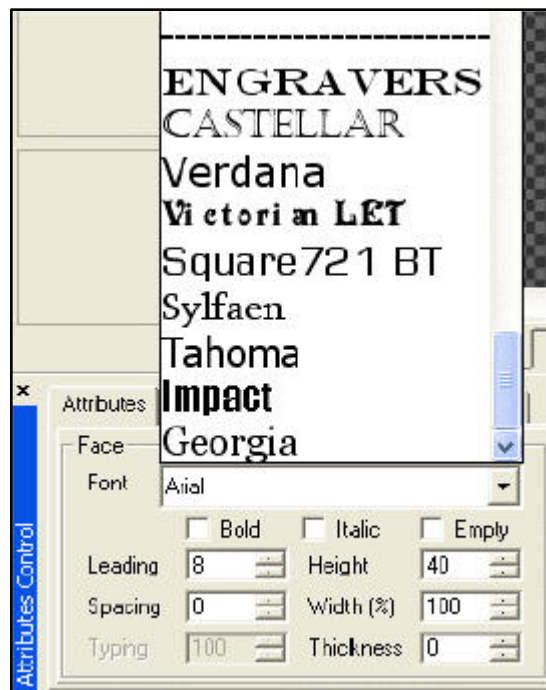 ENGRAVERS
CASTELLAR
Verdana
Victorian LET
Square721 BT
Sylfaen
Tahoma
Impact
Georgia
Attributes
Face
Font Arial
Bold Italic Empty
Leading 8 Height 40
Spacing 0 Width (%) 100
Typing 100 Thickness 0
Attributes Control